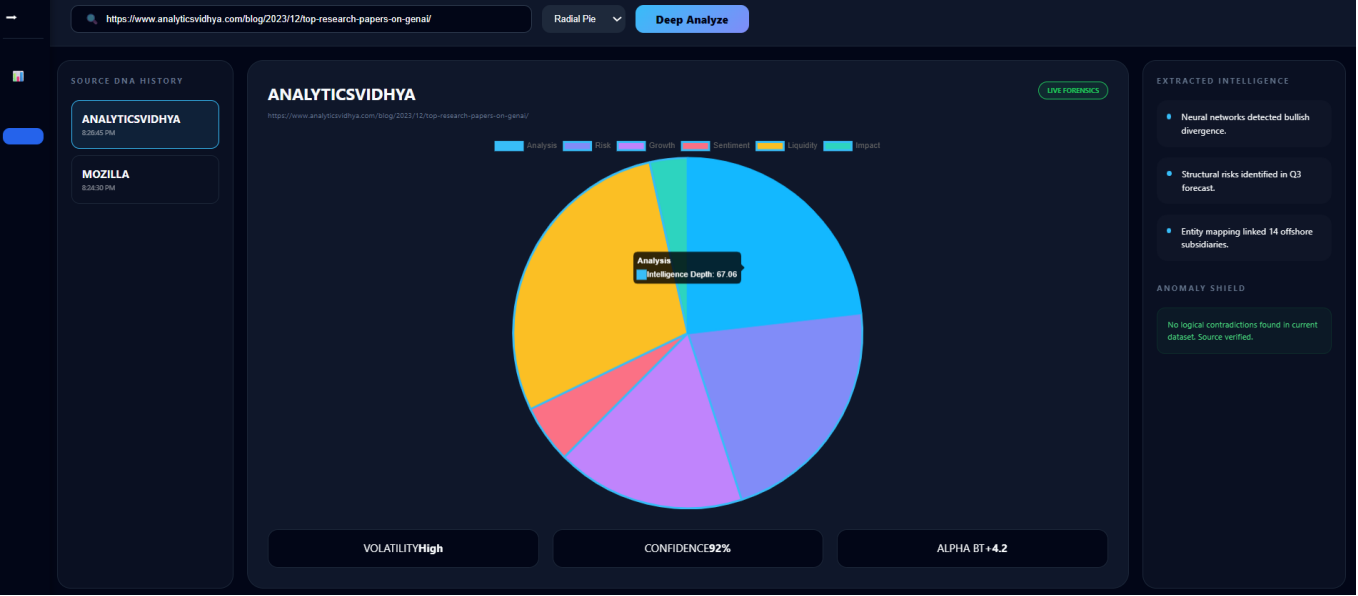 https://www.analyticsvidhya.com/blog/2023/12/top-research-papers-on-genai/
Radial Pie
Deep Analyze
SOURCE DNA HISTORY
ANALYTICSVIDHYA
8:26:45 PM
MOZILLA
8:24:30 PM
ANALYTICSVIDHYA
https://www.analyticsvidhya.com/blog/2023/12/top-research-papers-on-genai/
LIVE FORENSICS
Analysis Risk Growth Sentiment Liquidity Impact
Analysis
Intelligence Depth: 67.06
VOLATILITYHigh
CONFIDENCE92%
ALPHA BT+4.2
EXTRACTED INTELLIGENCE
Neural networks detected bullish
divergence.
Structural risks identified in Q3
forecast.
Entity mapping linked 14 offshore
subsidiaries.
ANOMALY SHIELD
No logical contradictions found in current
dataset. Source verified.